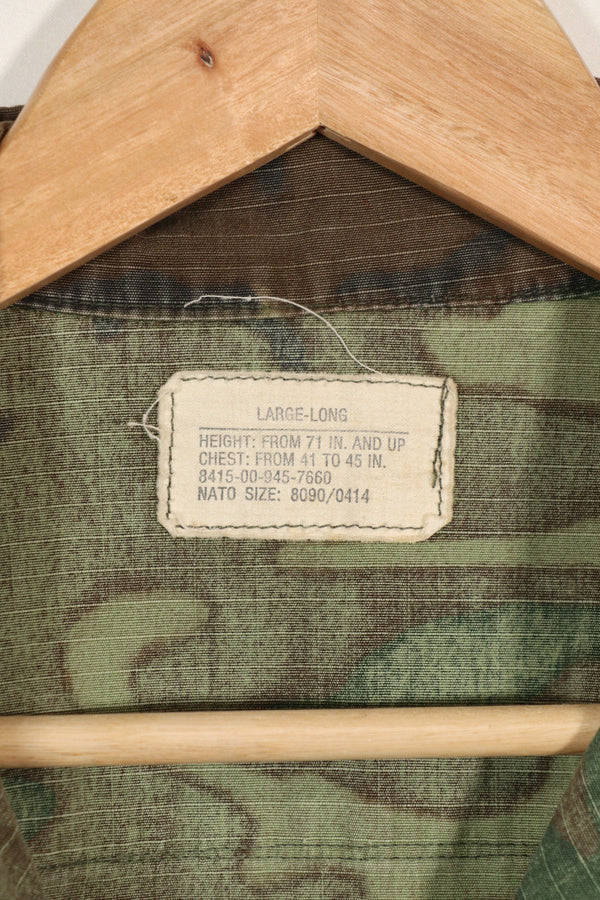 LARGE-LONG
HEIGHT: FROM 71 IN. AND UP
CHEST: FROM 41 TO 45 IN.
8415-00-945-7660
NATO SIZE: 8090/0414